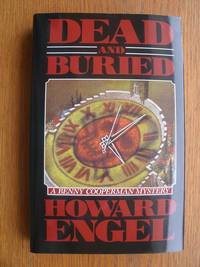 DEAD
AND
BURIED
A BENNY COOPERMAN MYSTERY
HOWARD
ENGEL